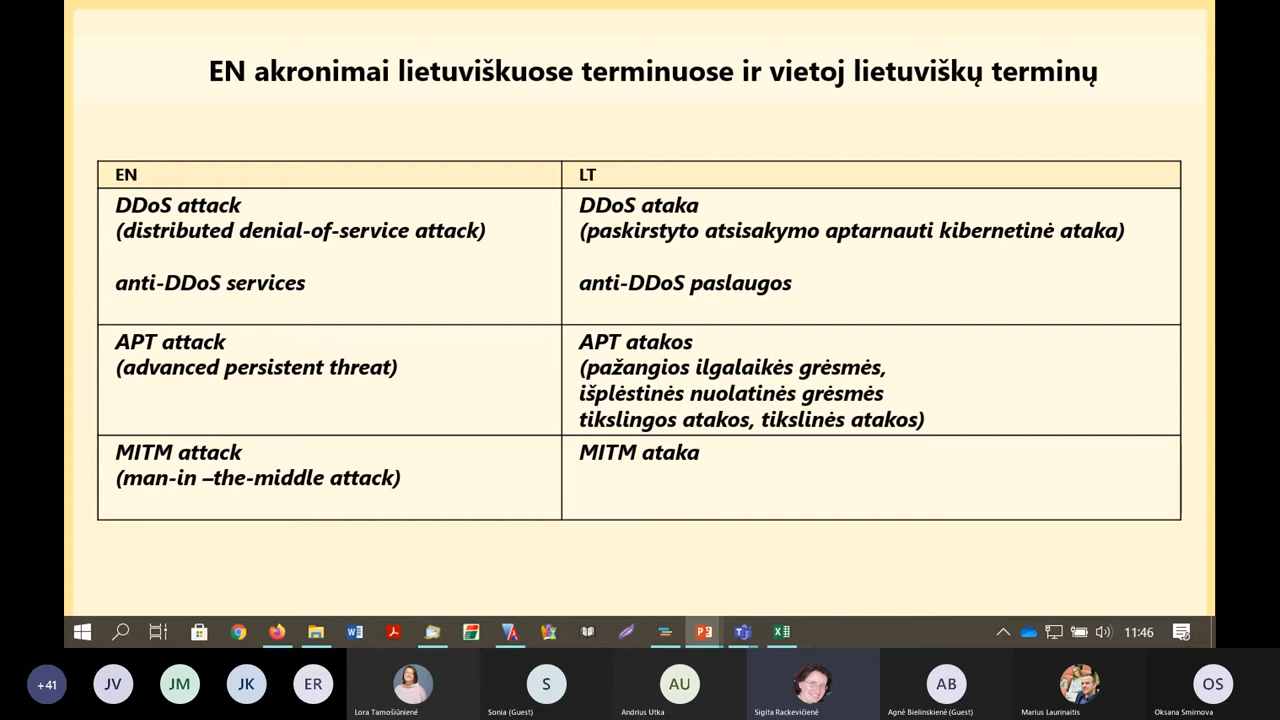 EN akronimai lietuviškuose terminuose ir vietoj lietuviškų terminų
EN
LT
DDoS attack
(distributed denial-of-service attack)
anti-DDoS services
DDoS ataka
(paskirstyto atsisakymo aptarnauti kibernetinė ataka)
anti-DDoS paslaugos
APT attack
(advanced persistent threat)
APT atakos
(pažangios ilgalaikės grėsmės,
išplėstinės nuolatinės grėsmės
tikslingos atakos, tikslinės atakos)
MITM attack
(man-in –the-middle attack)
MITM ataka
11:46
+41
JV
JM
JK
ER
Lora Tamošiūnienė
S
Sonia (Guest)
AU
Andrius Utka
Sigita Rackevičienė
AB
Agnė Bielinskienė (Guest)
Marius Laurinaitis
OS
Oksana Smirnova